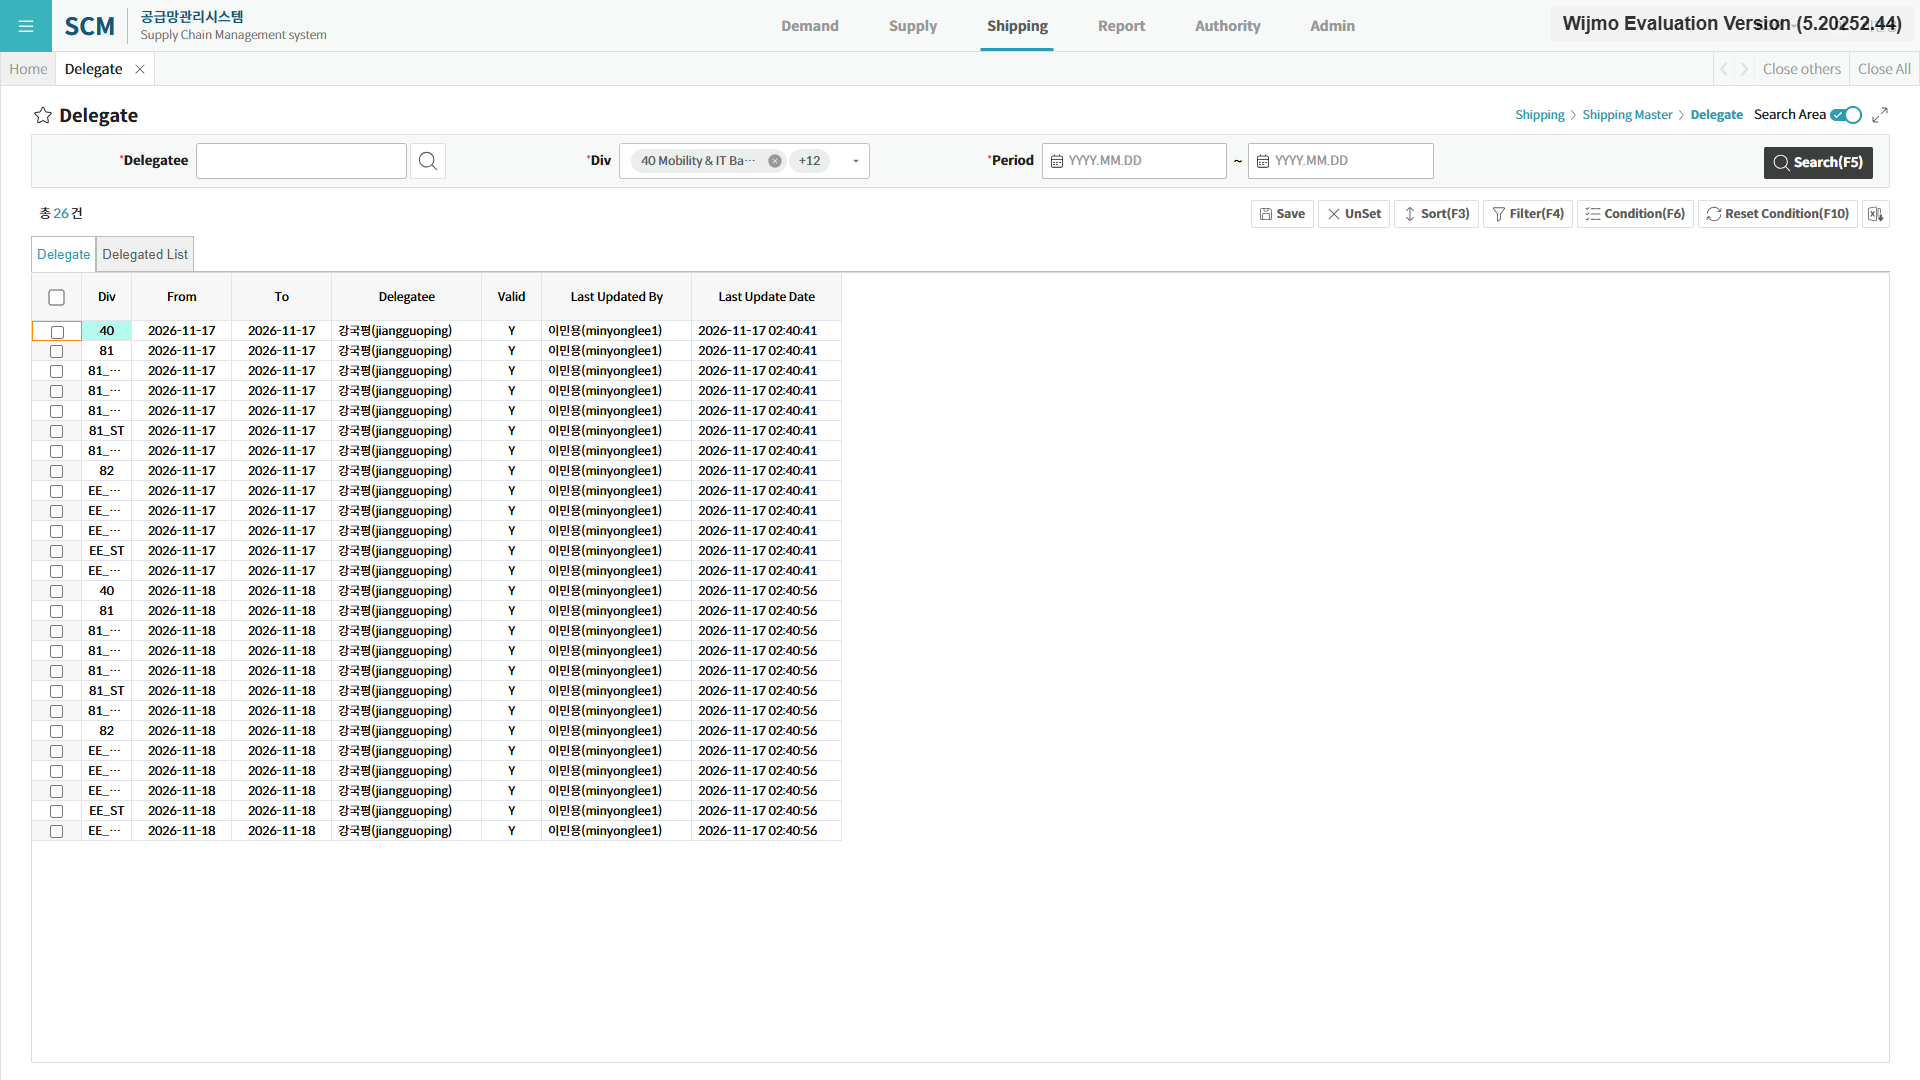 SCM 공급망관리시스템
Supply Chain Management system
Demand Supply Shipping Report Authority Admin
Wijmo Evaluation Version (5.20252.44)
Home Delegate Close others Close All
Delegate
Shipping > Shipping Master > Delegate Search Area
*Delegatee *Div 40 Mobility & IT Ba··· +12 *Period YYYY.MM.DD ~ YYYY.MM.DD Search(F5)
총 26 건
Save UnSet Sort(F3) Filter(F4) Condition(F6) Reset Condition(F10)
Delegate Delegated List
Div From To Delegatee Valid Last Updated By Last Update Date
40 2026-11-17 2026-11-17 강국평(jiangguoping) Y 이민용(minyonglee1) 2026-11-17 02:40:41
81 2026-11-17 2026-11-17 강국평(jiangguoping) Y 이민용(minyonglee1) 2026-11-17 02:40:41
81_··· 2026-11-17 2026-11-17 강국평(jiangguoping) Y 이민용(minyonglee1) 2026-11-17 02:40:41
81_··· 2026-11-17 2026-11-17 강국평(jiangguoping) Y 이민용(minyonglee1) 2026-11-17 02:40:41
81_··· 2026-11-17 2026-11-17 강국평(jiangguoping) Y 이민용(minyonglee1) 2026-11-17 02:40:41
81_ST 2026-11-17 2026-11-17 강국평(jiangguoping) Y 이민용(minyonglee1) 2026-11-17 02:40:41
81_··· 2026-11-17 2026-11-17 강국평(jiangguoping) Y 이민용(minyonglee1) 2026-11-17 02:40:41
82 2026-11-17 2026-11-17 강국평(jiangguoping) Y 이민용(minyonglee1) 2026-11-17 02:40:41
EE_··· 2026-11-17 2026-11-17 강국평(jiangguoping) Y 이민용(minyonglee1) 2026-11-17 02:40:41
EE_··· 2026-11-17 2026-11-17 강국평(jiangguoping) Y 이민용(minyonglee1) 2026-11-17 02:40:41
EE_··· 2026-11-17 2026-11-17 강국평(jiangguoping) Y 이민용(minyonglee1) 2026-11-17 02:40:41
EE_ST 2026-11-17 2026-11-17 강국평(jiangguoping) Y 이민용(minyonglee1) 2026-11-17 02:40:41
EE_··· 2026-11-17 2026-11-17 강국평(jiangguoping) Y 이민용(minyonglee1) 2026-11-17 02:40:41
40 2026-11-18 2026-11-18 강국평(jiangguoping) Y 이민용(minyonglee1) 2026-11-17 02:40:56
81 2026-11-18 2026-11-18 강국평(jiangguoping) Y 이민용(minyonglee1) 2026-11-17 02:40:56
81_··· 2026-11-18 2026-11-18 강국평(jiangguoping) Y 이민용(minyonglee1) 2026-11-17 02:40:56
81_··· 2026-11-18 2026-11-18 강국평(jiangguoping) Y 이민용(minyonglee1) 2026-11-17 02:40:56
81_··· 2026-11-18 2026-11-18 강국평(jiangguoping) Y 이민용(minyonglee1) 2026-11-17 02:40:56
81_ST 2026-11-18 2026-11-18 강국평(jiangguoping) Y 이민용(minyonglee1) 2026-11-17 02:40:56
81_··· 2026-11-18 2026-11-18 강국평(jiangguoping) Y 이민용(minyonglee1) 2026-11-17 02:40:56
82 2026-11-18 2026-11-18 강국평(jiangguoping) Y 이민용(minyonglee1) 2026-11-17 02:40:56
EE_··· 2026-11-18 2026-11-18 강국평(jiangguoping) Y 이민용(minyonglee1) 2026-11-17 02:40:56
EE_··· 2026-11-18 2026-11-18 강국평(jiangguoping) Y 이민용(minyonglee1) 2026-11-17 02:40:56
EE_··· 2026-11-18 2026-11-18 강국평(jiangguoping) Y 이민용(minyonglee1) 2026-11-17 02:40:56
EE_ST 2026-11-18 2026-11-18 강국평(jiangguoping) Y 이민용(minyonglee1) 2026-11-17 02:40:56
EE_··· 2026-11-18 2026-11-18 강국평(jiangguoping) Y 이민용(minyonglee1) 2026-11-17 02:40:56